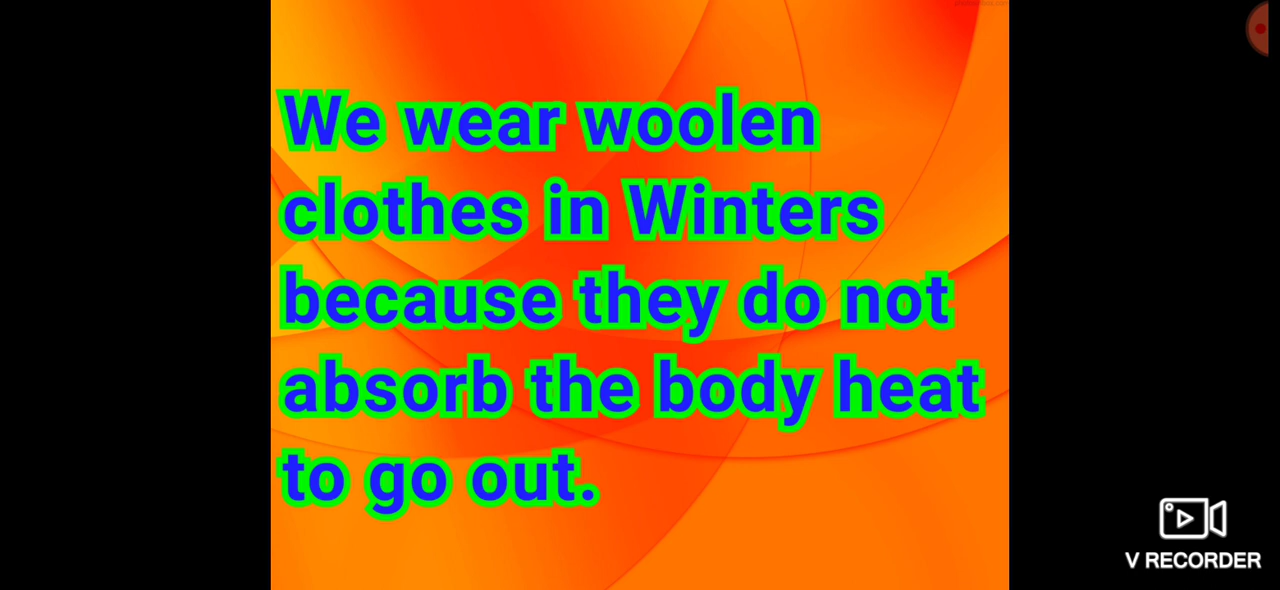 We wear woolen
clothes in Winters
because they do not
absorb the body heat
to go out.
V RECORDER